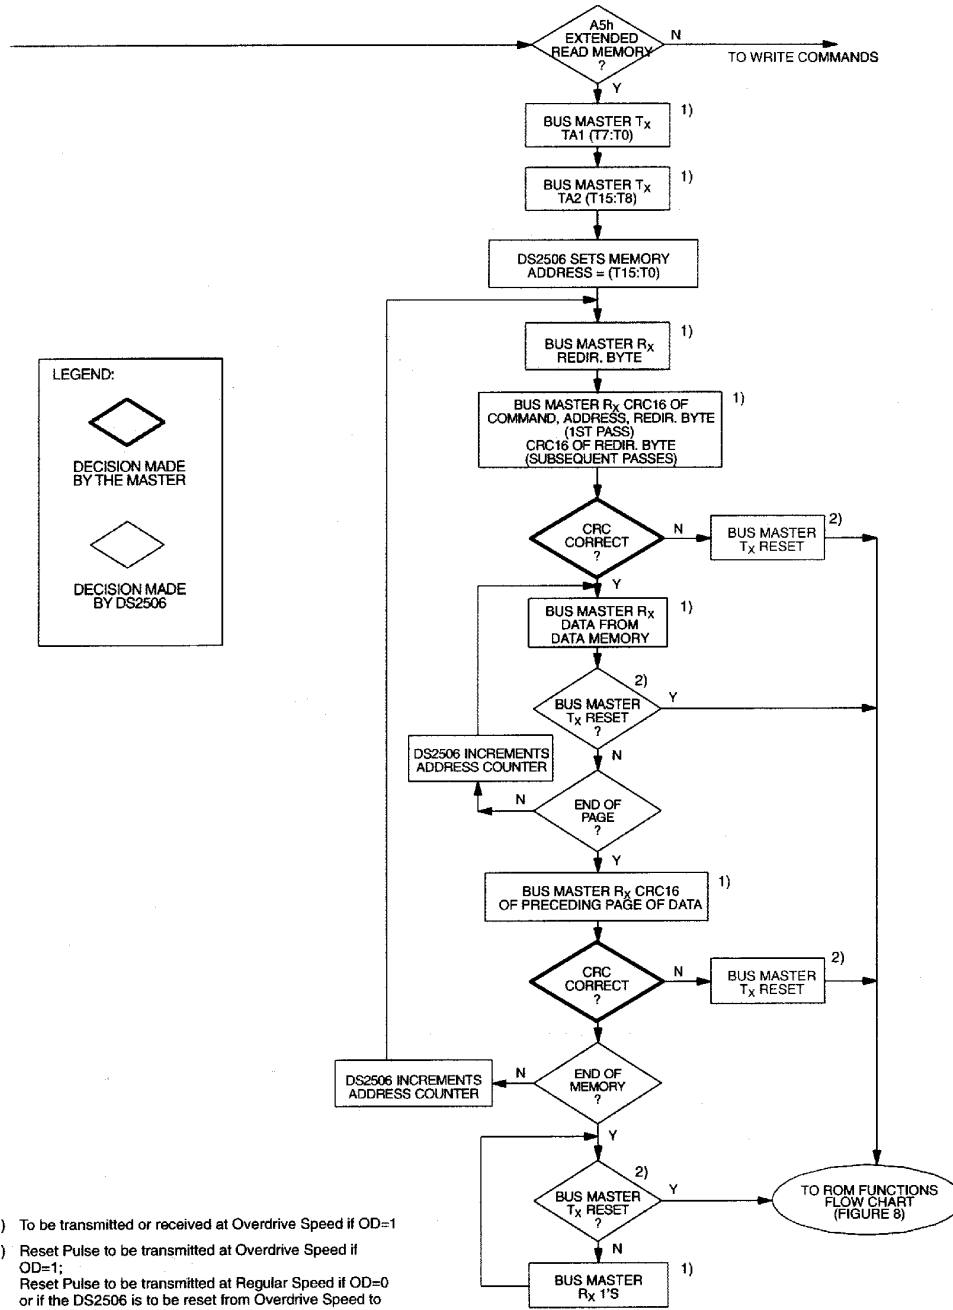 A5h
EXTENDED
READ MEMORY
?
N
TO WRITE COMMANDS
Y
BUS MASTER TX
TA1 (T7:T0)
1)
BUS MASTER TX
TA2 (T15:T8)
1)
DS2506 SETS MEMORY
ADDRESS = (T15:T0)
BUS MASTER RX
REDIR. BYTE
1)
LEGEND:
DECISION MADE
BY THE MASTER
DECISION MADE
BY DS2506
BUS MASTER RX CRC16 OF
COMMAND, ADDRESS, REDIR. BYTE
(1ST PASS)
CRC16 OF REDIR. BYTE
(SUBSEQUENT PASSES)
1)
CRC
CORRECT
?
N
BUS MASTER
TX RESET
2)
Y
BUS MASTER RX
DATA FROM
DATA MEMORY
1)
BUS MASTER
TX RESET
?
2)
Y
N
DS2506 INCREMENTS
ADDRESS COUNTER
N
END OF
PAGE
?
Y
BUS MASTER RX CRC16
OF PRECEDING PAGE OF DATA
1)
CRC
CORRECT
?
N
BUS MASTER
TX RESET
2)
DS2506 INCREMENTS
ADDRESS COUNTER
N
END OF
MEMORY
?
Y
BUS MASTER
TX RESET
?
2)
Y
TO ROM FUNCTIONS
FLOW CHART
(FIGURE 8)
N
BUS MASTER
RX 1'S
1)
) To be transmitted or received at Overdrive Speed if OD=1
) Reset Pulse to be transmitted at Overdrive Speed if
OD=1;
Reset Pulse to be transmitted at Regular Speed if OD=0
or if the DS2506 is to be reset from Overdrive Speed to